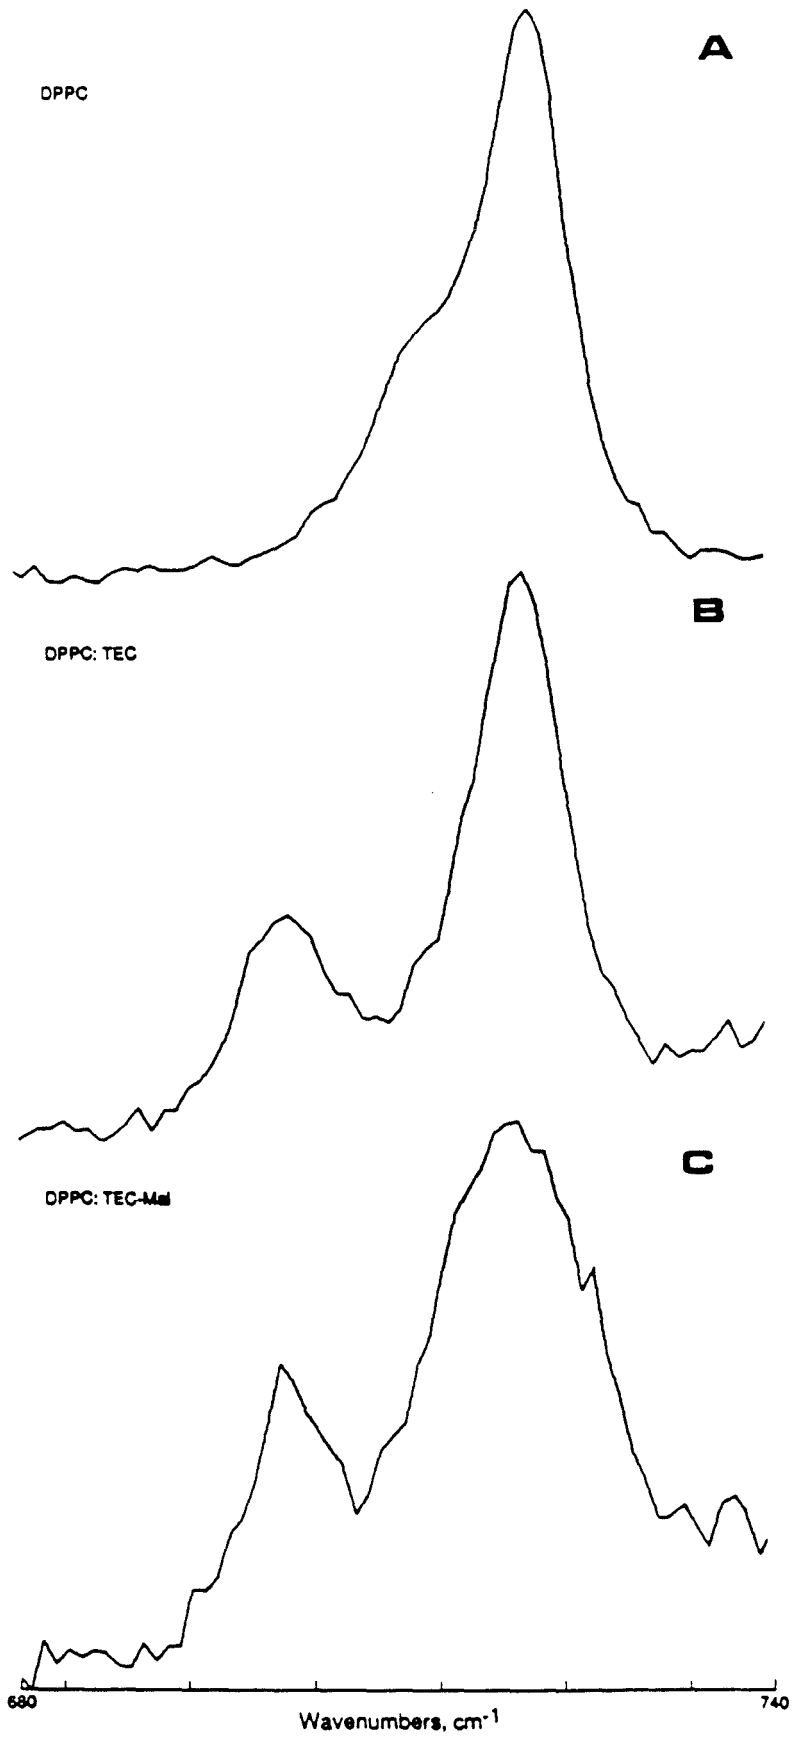 A
DPPC
B
DPPC: TEC
C
DPPC: TEC-Mal
680 740
Wavenumbers, cm-1